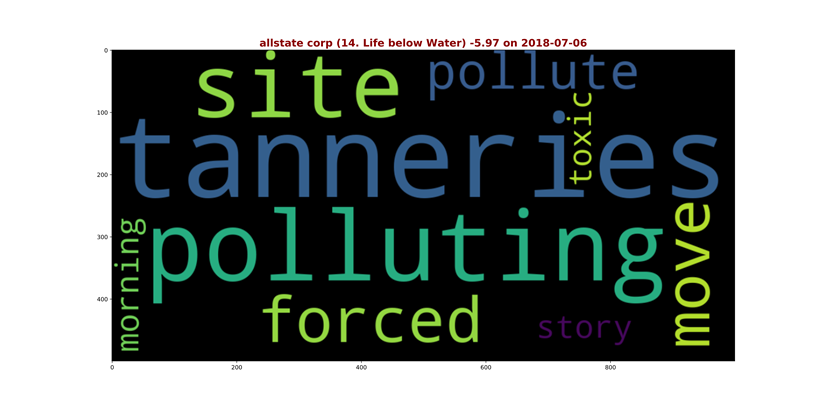 allstate corp (14. Life below Water) -5.97 on 2018-07-06
site
pollute
toxic
tanneries
polluting
morning
move
forced
story
0
100
200
300
400
0
200
400
600
800